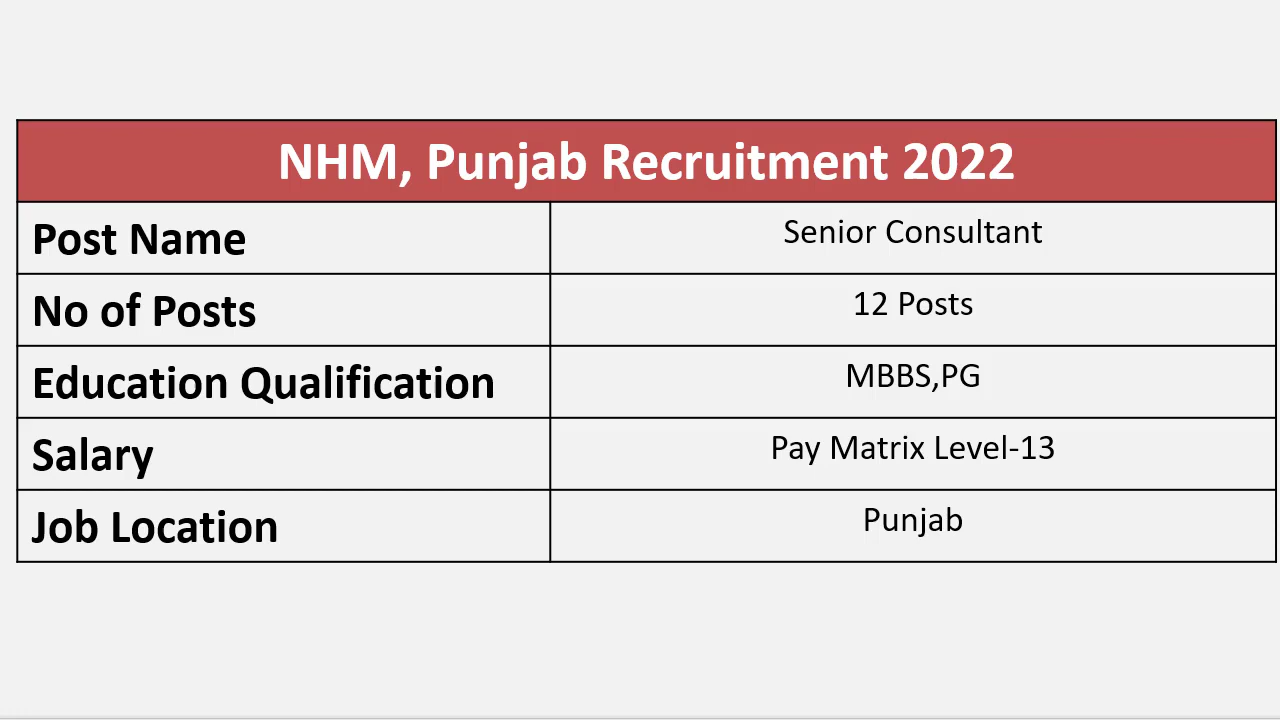 NHM, Punjab Recruitment 2022
Post Name
Senior Consultant
No of Posts
12 Posts
Education Qualification
MBBS,PG
Salary
Pay Matrix Level-13
Job Location
Punjab